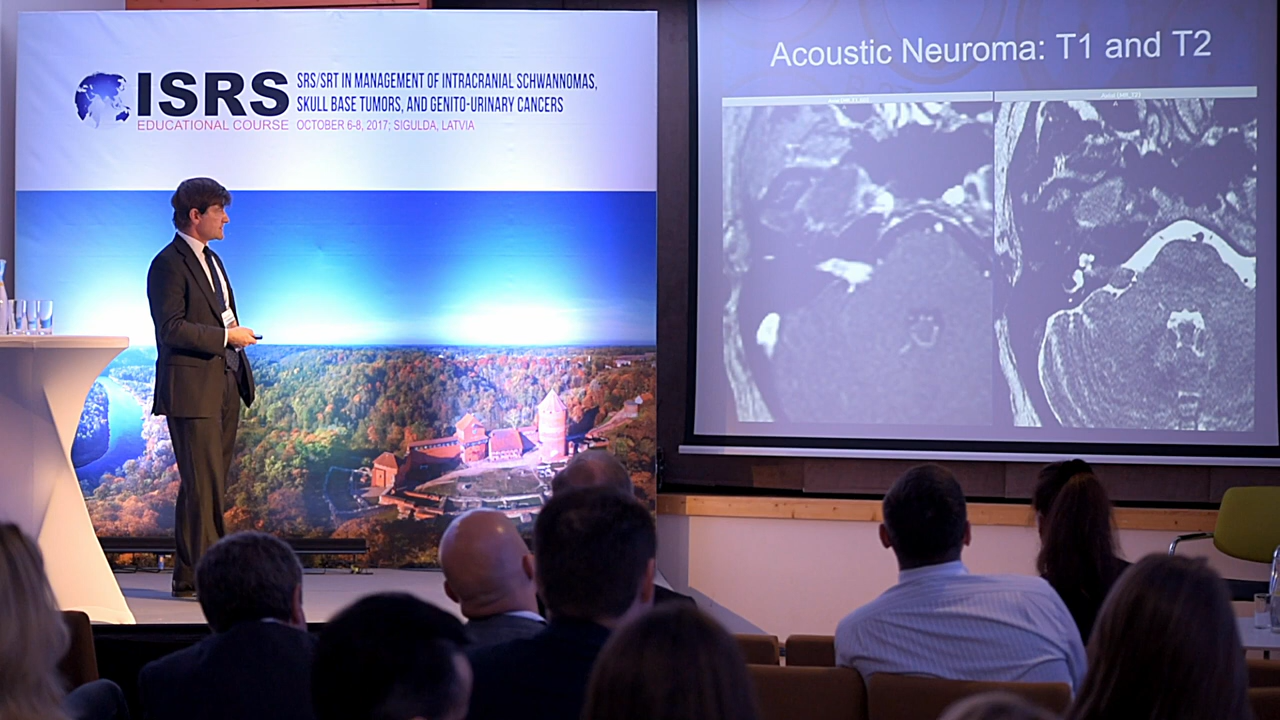 ISRS
EDUCATIONAL COURSE
SRS/SRT IN MANAGEMENT OF INTRACRANIAL SCHWANNOMAS,
SKULL BASE TUMORS, AND GENITO-URINARY CANCERS
OCTOBER 6-8, 2017; SIGULDA, LATVIA
Acoustic Neuroma: T1 and T2